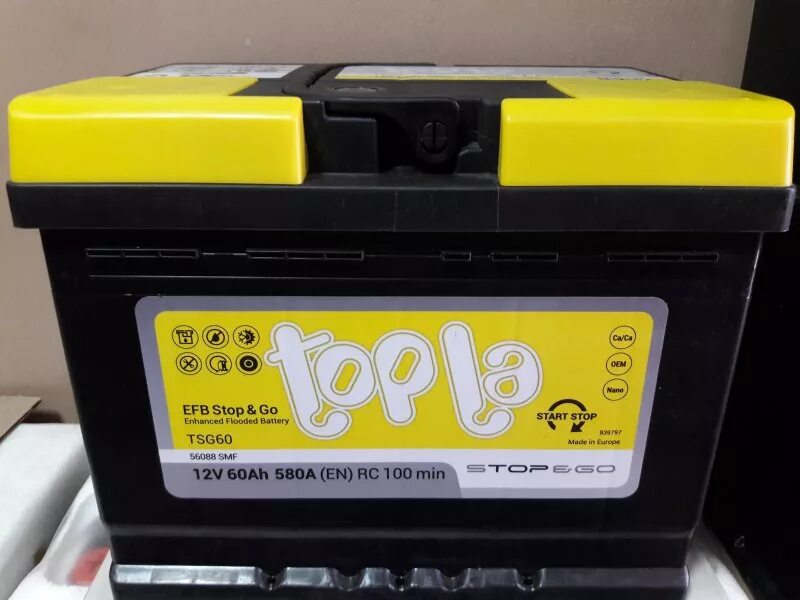 topla
Ca/Ca
OEM
Nano
EFB Stop & Go
Enhanced Flooded Battery
TSG60
START STOP
839797
Made in Europe
56088 SMF
12V 60Ah 580A (EN) RC 100 min
STOP&GO